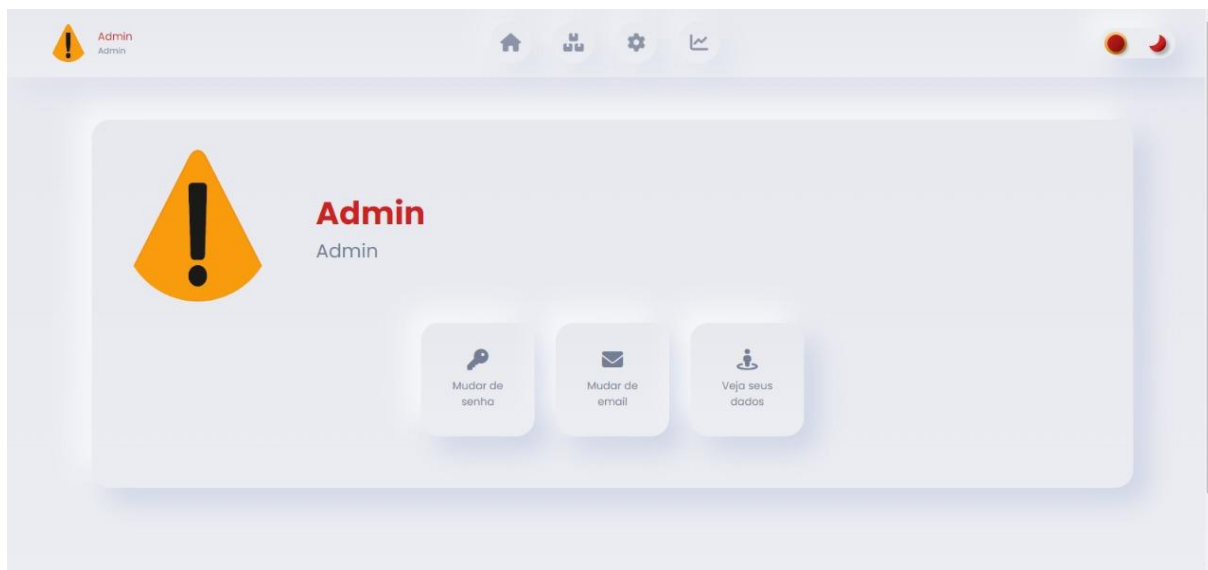 Admin
Admin
Admin
Admin
Mudar de
senha
Mudar de
email
Veja seus
dados